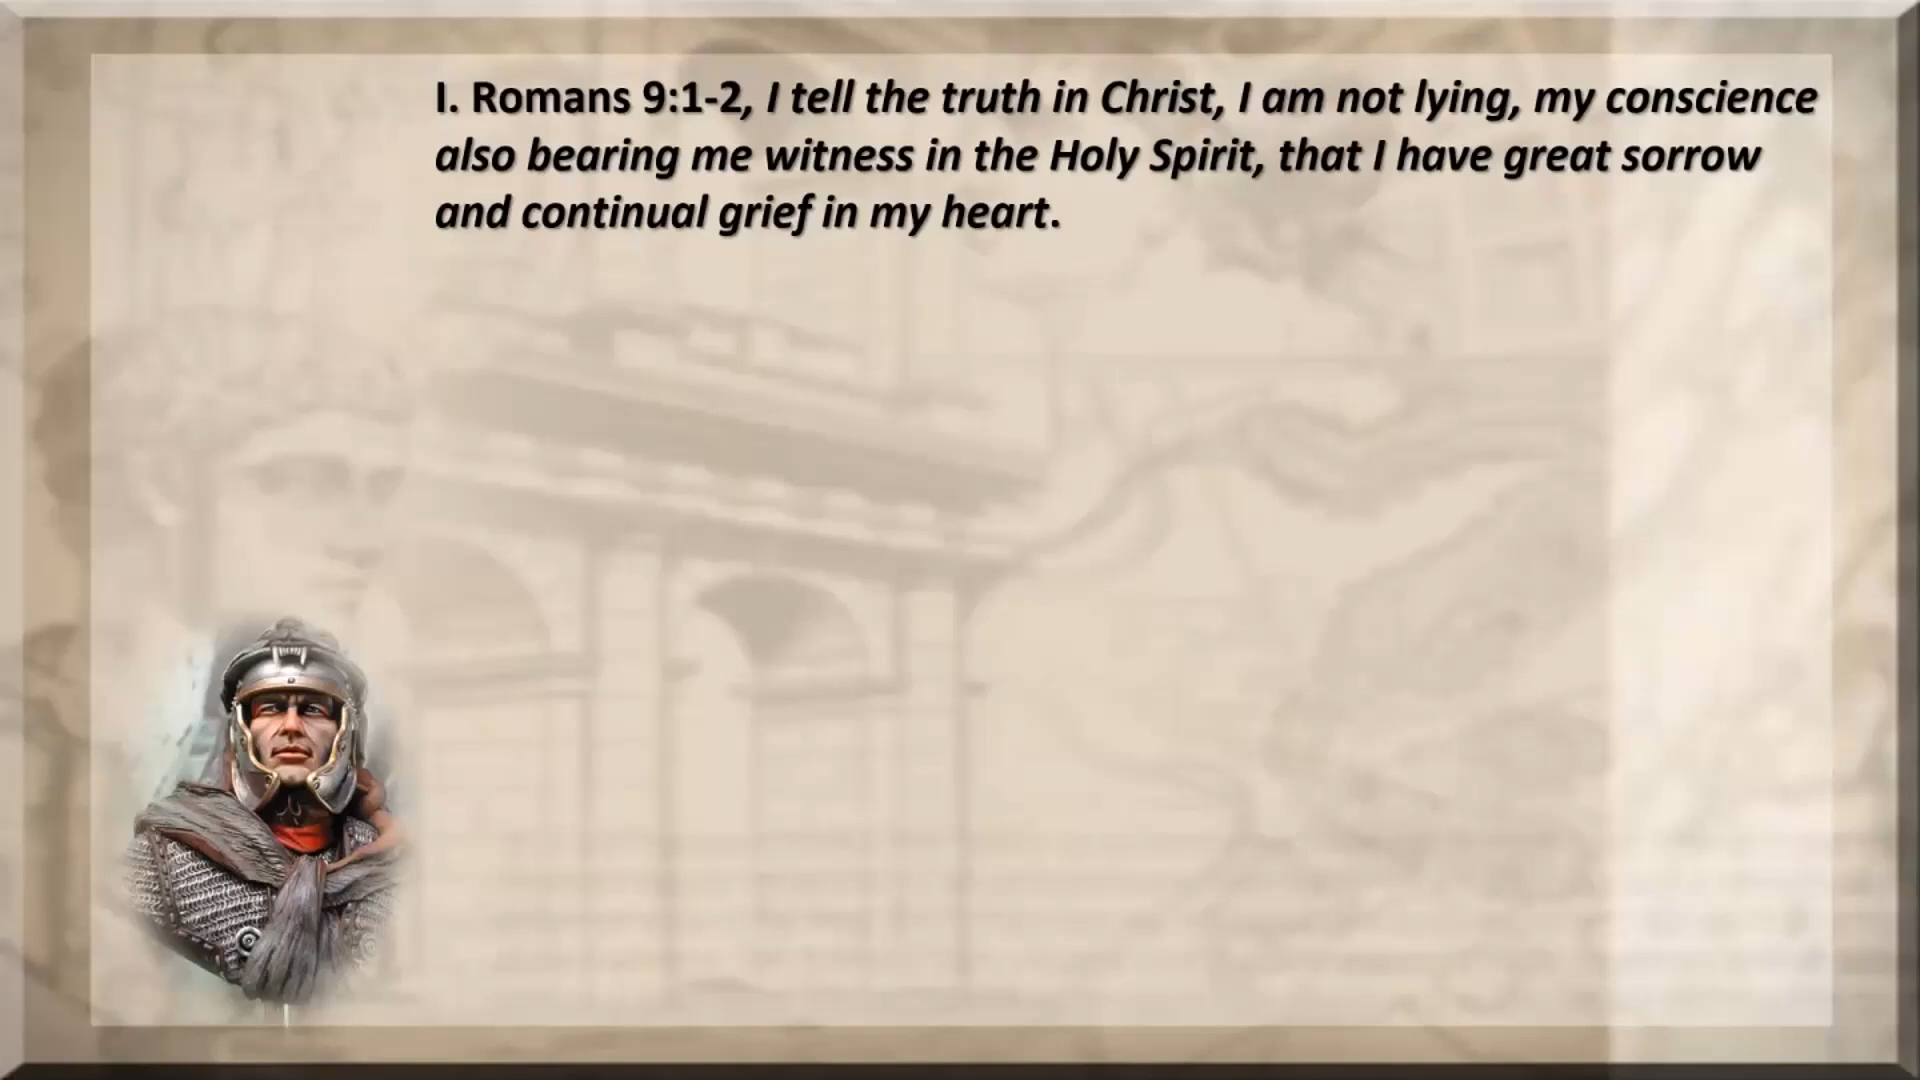 I. Romans 9:1-2, I tell the truth in Christ, I am not lying, my conscience
also bearing me witness in the Holy Spirit, that I have great sorrow
and continual grief in my heart.